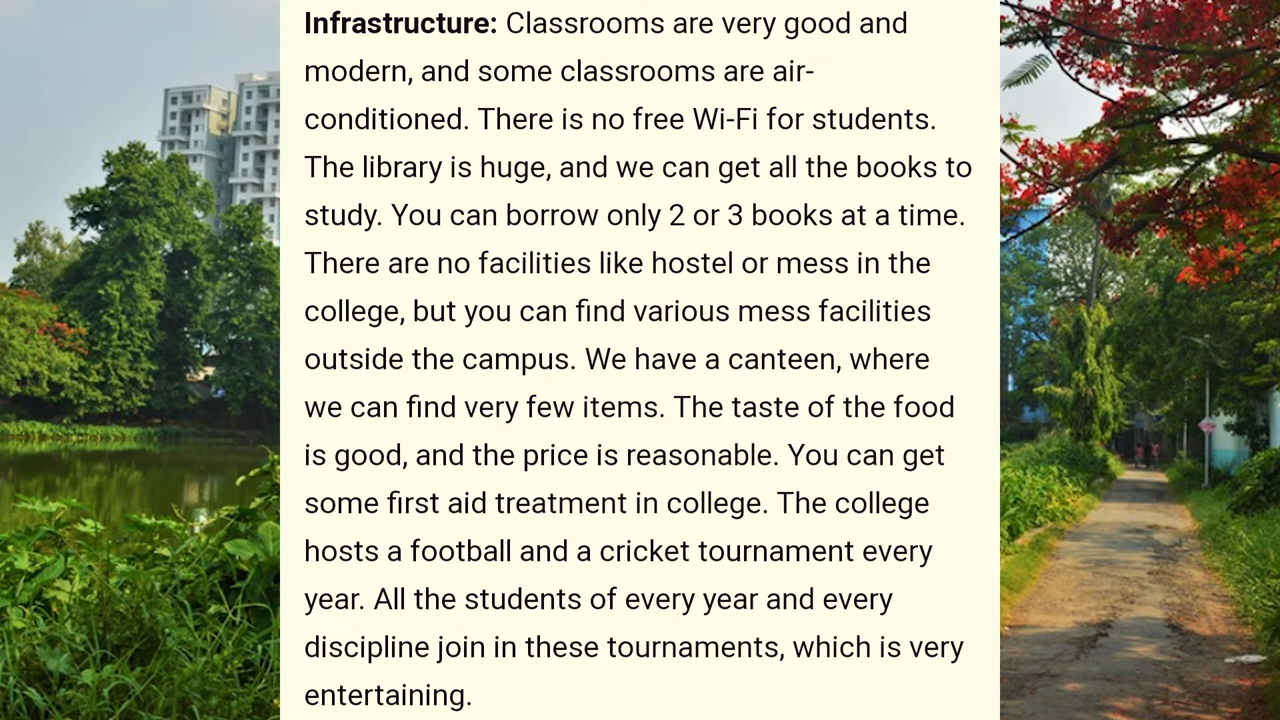 Infrastructure: Classrooms are very good and
modern, and some classrooms are air-
conditioned. There is no free Wi-Fi for students.
The library is huge, and we can get all the books to
study. You can borrow only 2 or 3 books at a time.
There are no facilities like hostel or mess in the
college, but you can find various mess facilities
outside the campus. We have a canteen, where
we can find very few items. The taste of the food
is good, and the price is reasonable. You can get
some first aid treatment in college. The college
hosts a football and a cricket tournament every
year. All the students of every year and every
discipline join in these tournaments, which is very
entertaining.